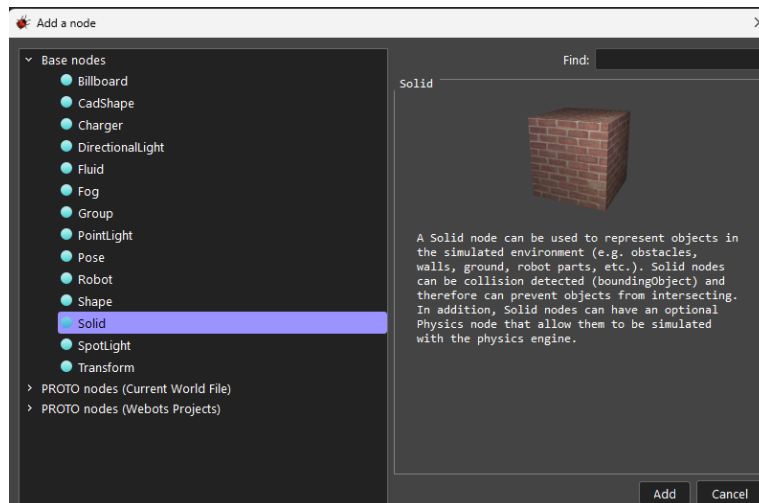 Add a node
Base nodes
Billboard
CadShape
Charger
DirectionalLight
Fluid
Fog
Group
PointLight
Pose
Robot
Shape
Solid
SpotLight
Transform
PROTO nodes (Current World File)
PROTO nodes (Webots Projects)
Find:
Solid
A Solid node can be used to represent objects in
the simulated environment (e.g. obstacles,
walls, ground, robot parts, etc.). Solid nodes
can be collision detected (boundingObject) and
therefore can prevent objects from intersecting.
In addition, Solid nodes can have an optional
Physics node that allow them to be simulated
with the physics engine.
Add Cancel